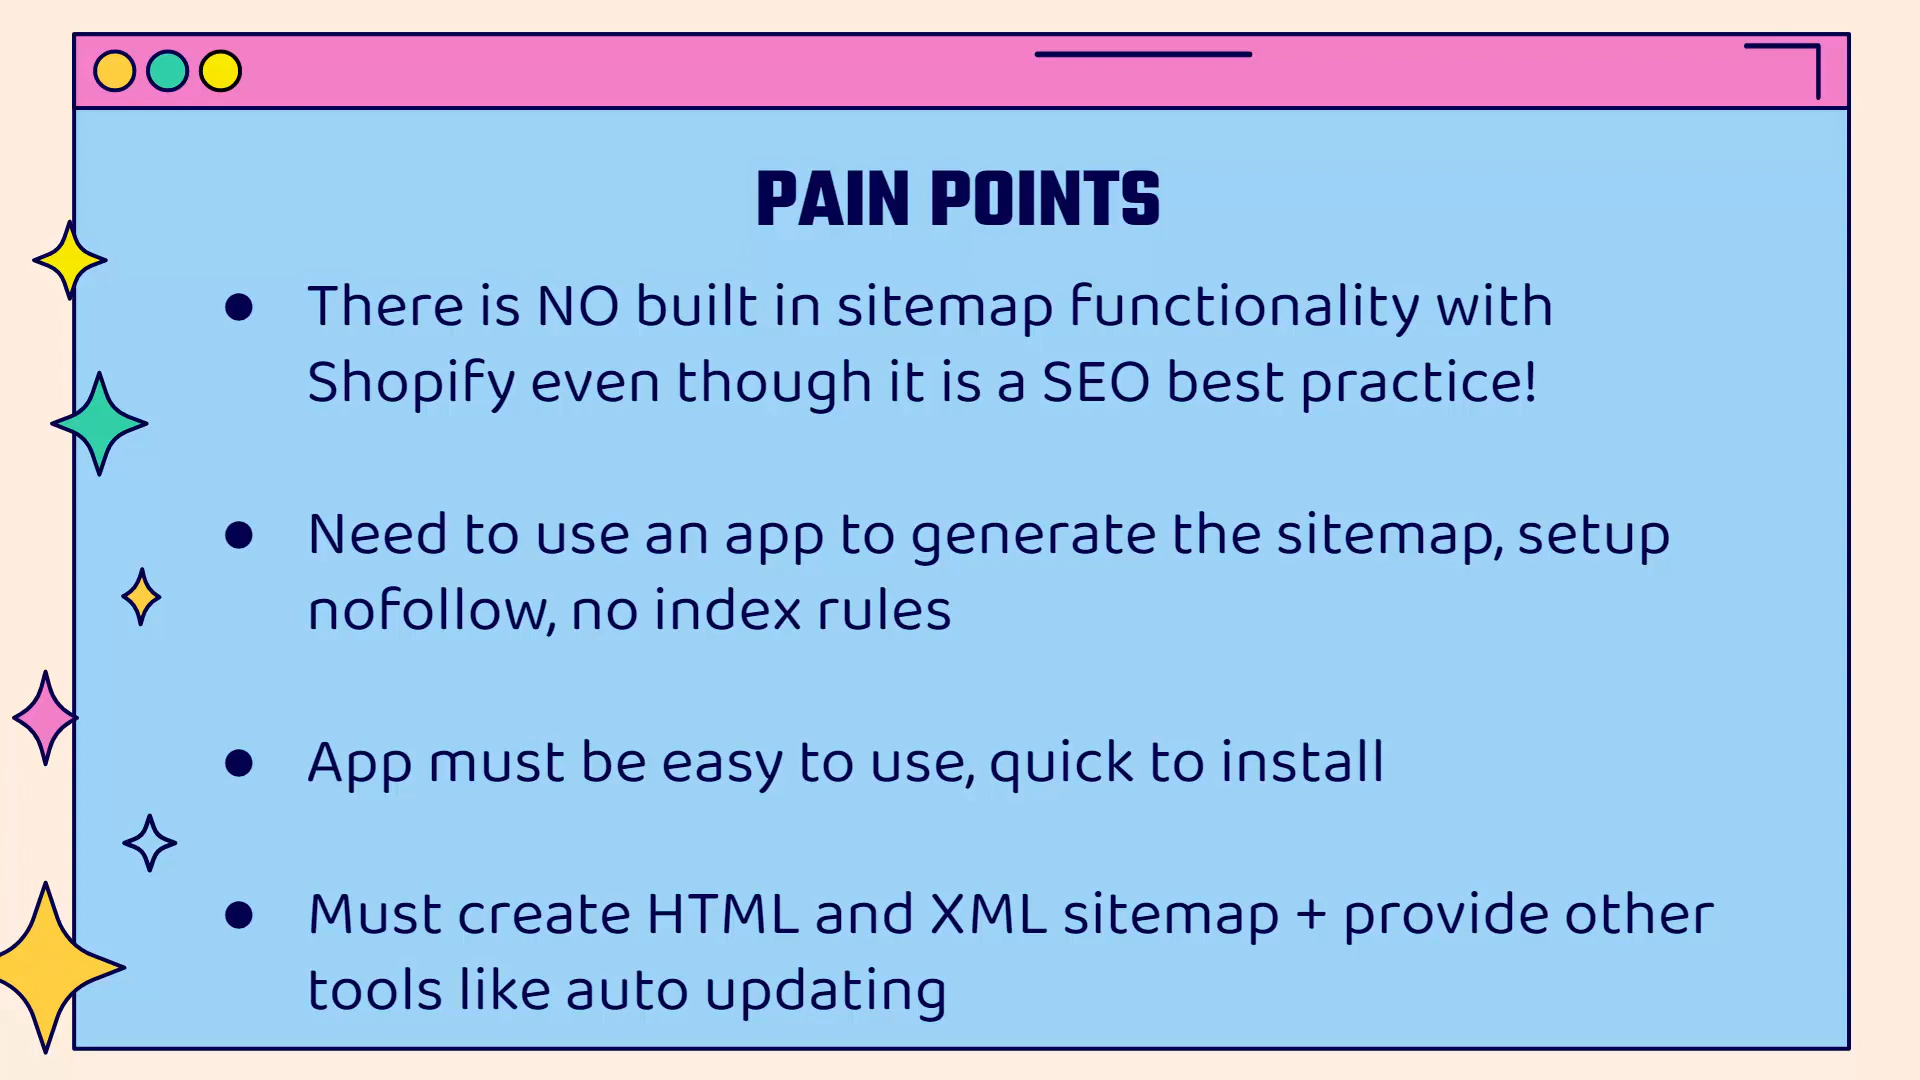 PAIN POINTS
● There is NO built in sitemap functionality with
Shopify even though it is a SEO best practice!
● Need to use an app to generate the sitemap, setup
nofollow, no index rules
● App must be easy to use, quick to install
● Must create HTML and XML sitemap + provide other
tools like auto updating